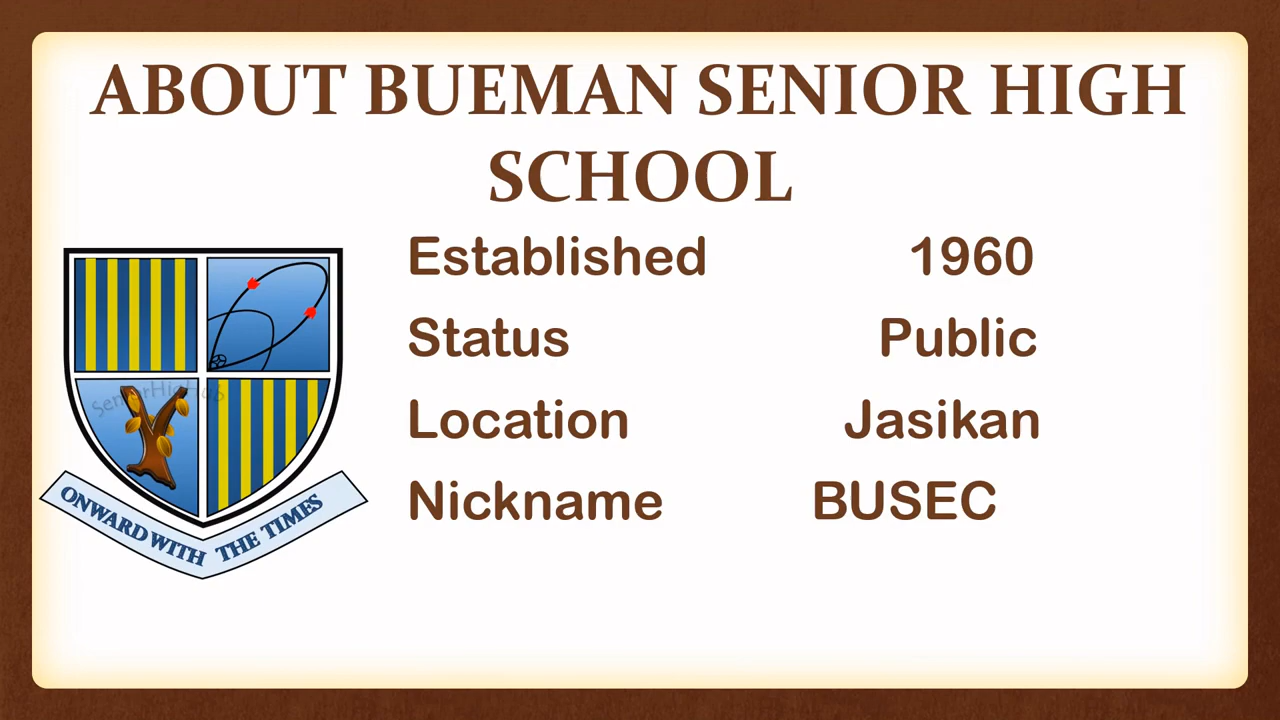 ABOUT BUEMAN SENIOR HIGH
SCHOOL
Established 1960
Status Public
Location Jasikan
Nickname BUSEC
ONWARD WITH THE TIMES